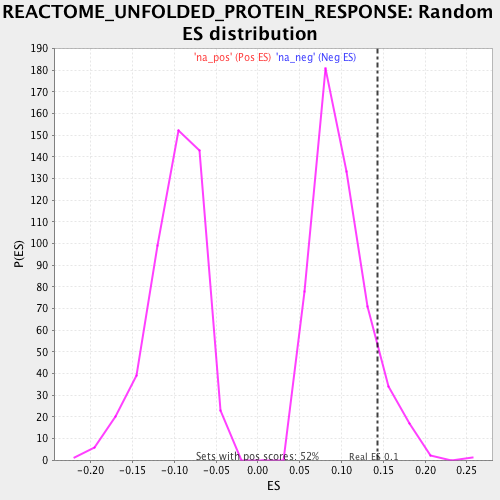 REACTOME_UNFOLDED_PROTEIN_RESPONSE: Random
ES distribution
'na_pos' (Pos ES) 'na_neg' (Neg ES)
190
180
170
160
150
140
130
120
110
100
90
80
70
60
50
40
30
20
10
0
P(ES)
Sets with pos scores: 52%
Real ES 0.1
-0.20 -0.15 -0.10 -0.05 0.00 0.05 0.10 0.15 0.20 0.25
ES